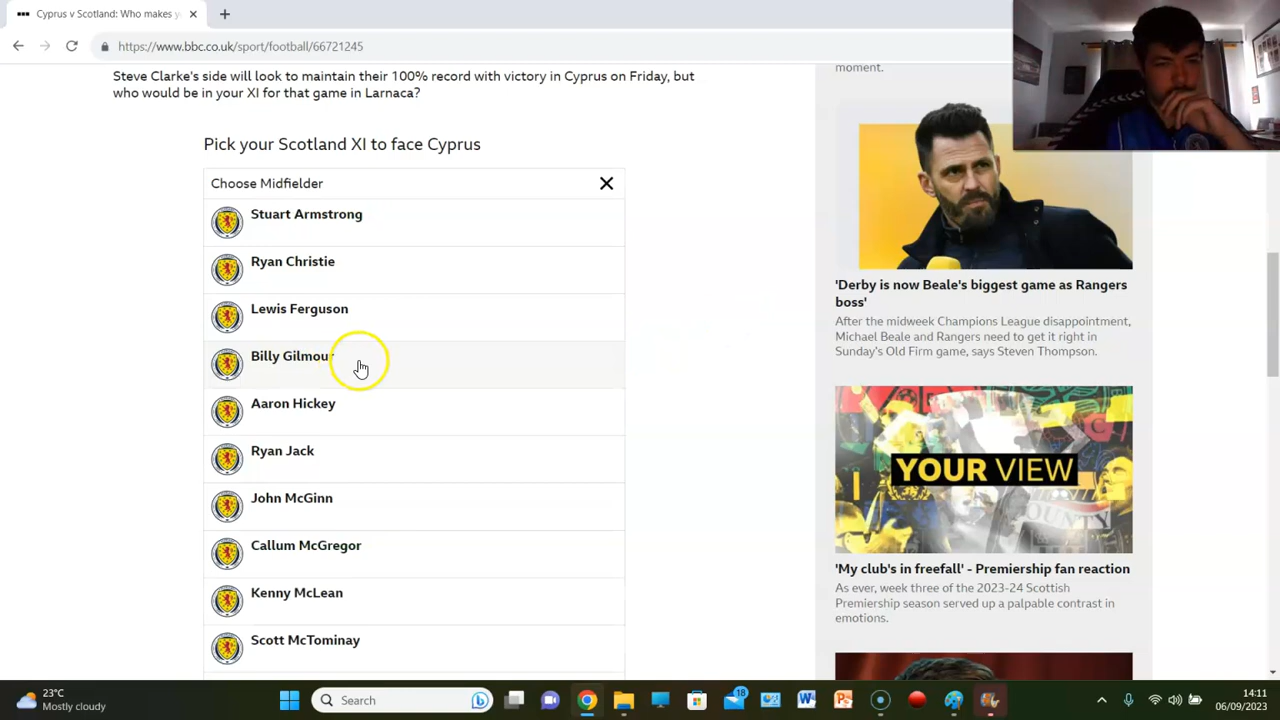 Cyprus v Scotland: Who makes y
https://www.bbc.co.uk/sport/football/66721245
Steve Clarke's side will look to maintain their 100% record with victory in Cyprus on Friday, but
who would be in your XI for that game in Larnaca?
Pick your Scotland XI to face Cyprus
Choose Midfielder
Stuart Armstrong
Ryan Christie
Lewis Ferguson
Billy Gilmour
Aaron Hickey
Ryan Jack
John McGinn
Callum McGregor
Kenny McLean
Scott McTominay
moment.
'Derby is now Beale's biggest game as Rangers
boss'
After the midweek Champions League disappointment,
Michael Beale and Rangers need to get it right in
Sunday's Old Firm game, says Steven Thompson.
YOUR VIEW
'My club's in freefall' - Premiership fan reaction
As ever, week three of the 2023-24 Scottish
Premiership season served up a palpable contrast in
emotions.
23°C
Mostly cloudy
Search
18
14:11
06/09/2023